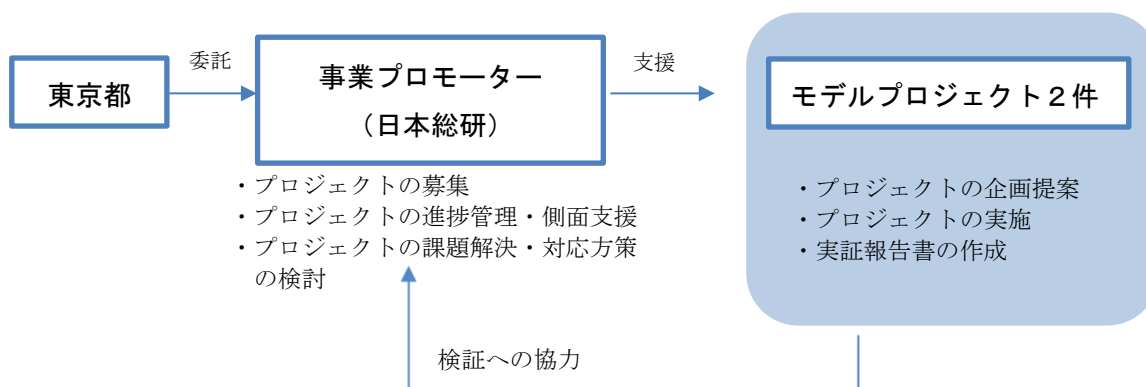 委託
支援
東京都
事業プロモーター
（日本総研）
モデルプロジェクト２件
・プロジェクトの募集
・プロジェクトの進捗管理・側面支援
・プロジェクトの課題解決・対応方策
の検討
・プロジェクトの企画提案
・プロジェクトの実施
・実証報告書の作成
検証への協力